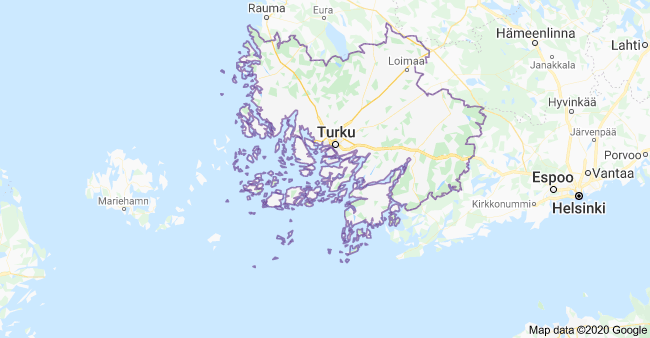 Rauma
Eura
Hämeenlinna
Lahti
Loimaa
Janakkala
Hyvinkää
Turku
Järvenpää
Porvoo
Vantaa
Espoo
Mariehamn
Kirkkonummi
Helsinki
Map data ©2020 Google